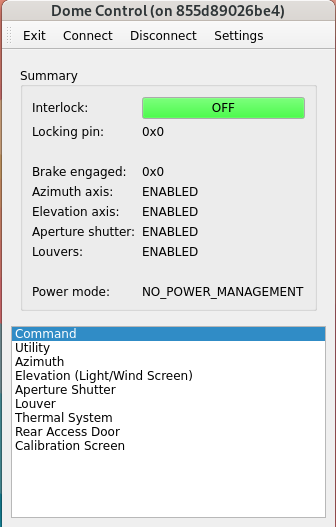 Dome Control (on 855d89026be4)
Exit Connect Disconnect Settings
Summary
Interlock: OFF
Locking pin: 0x0
Brake engaged: 0x0
Azimuth axis: ENABLED
Elevation axis: ENABLED
Aperture shutter: ENABLED
Louvers: ENABLED
Power mode: NO_POWER_MANAGEMENT
Command
Utility
Azimuth
Elevation (Light/Wind Screen)
Aperture Shutter
Louver
Thermal System
Rear Access Door
Calibration Screen